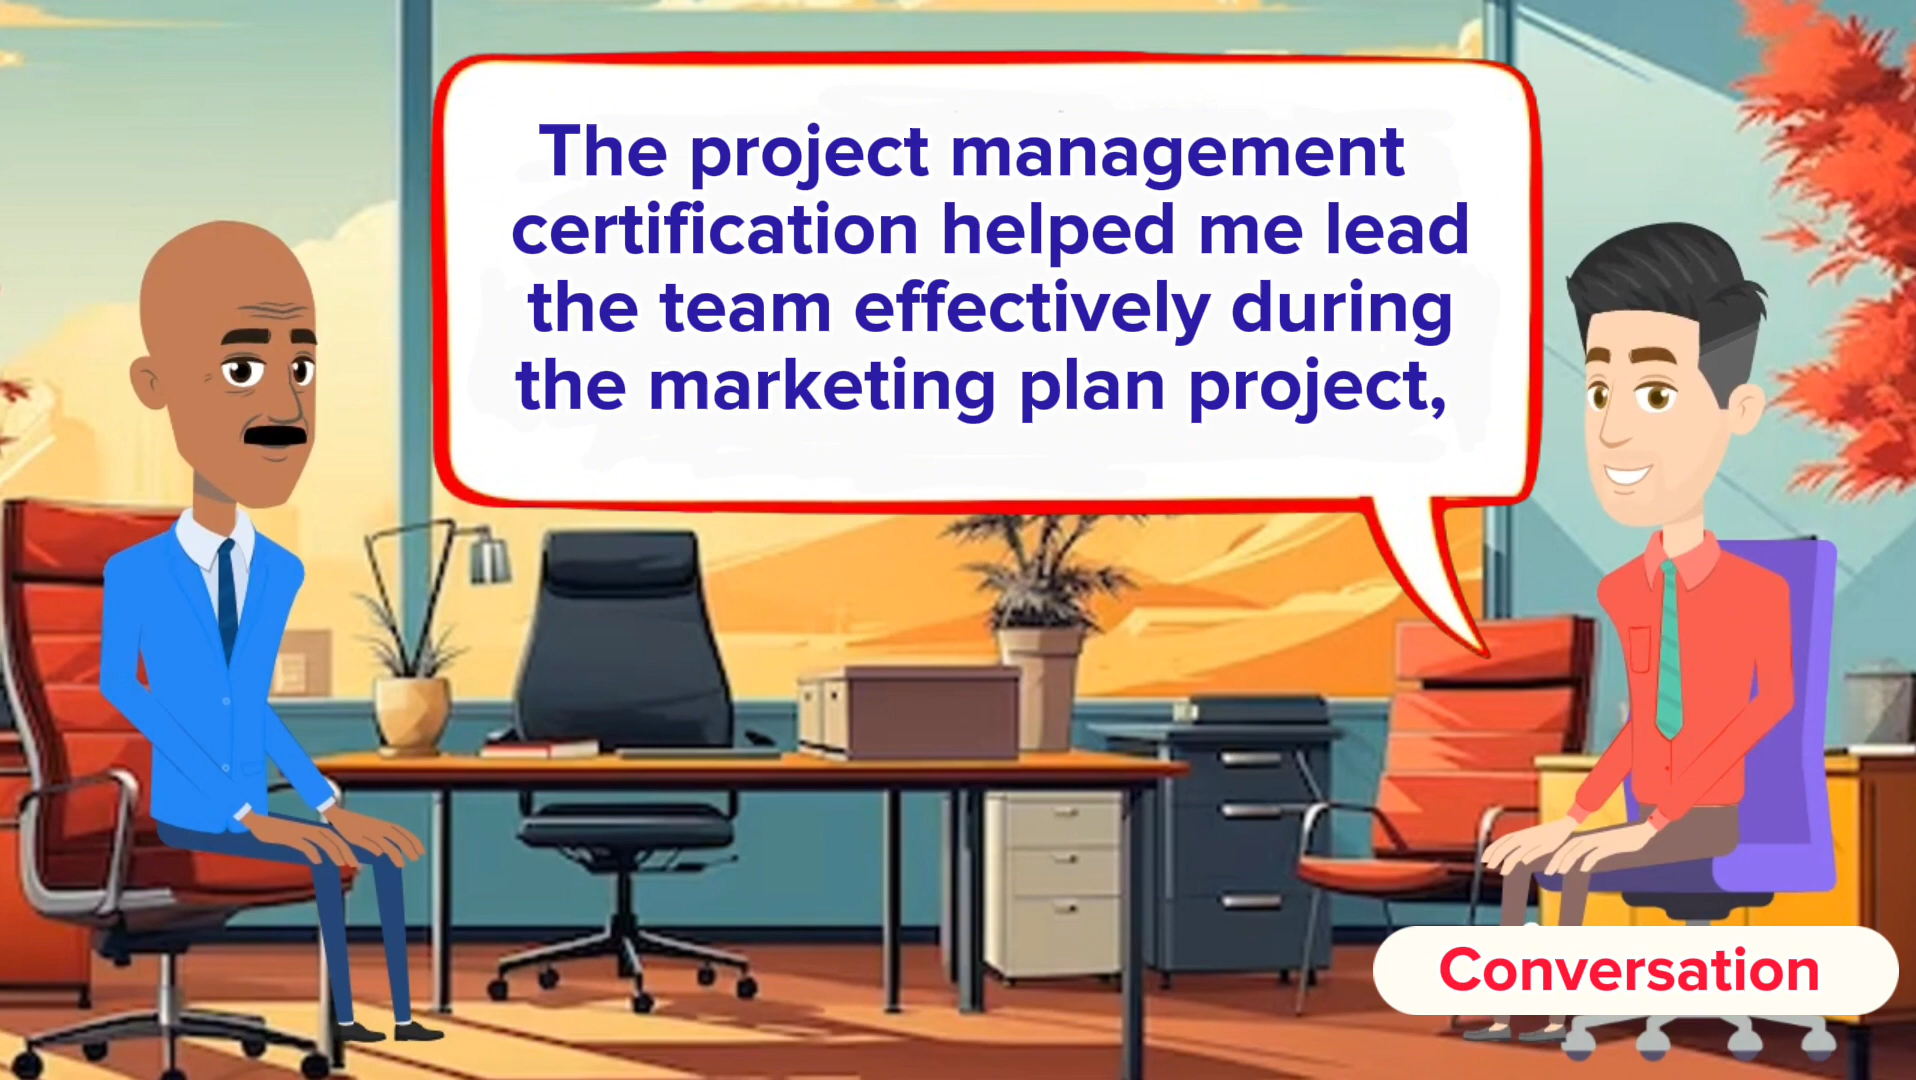 The project management
certification helped me lead
the team effectively during
the marketing plan project,
Conversation